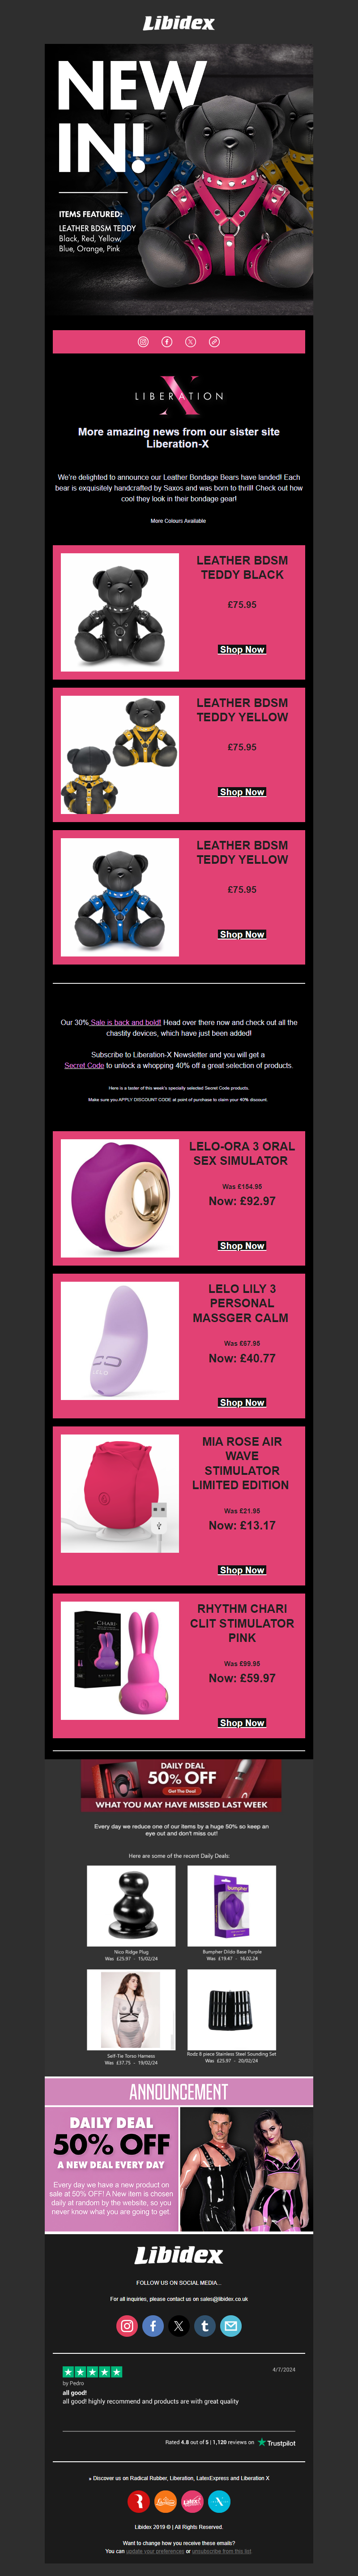 Libidex
NEW
IN!
ITEMS FEATURED:
LEATHER BDSM TEDDY
Black, Red, Yellow,
Blue, Orange, Pink
LIBERATION
X
More amazing news from our sister site
Liberation-X
We're delighted to announce our Leather Bondage Bears have landed! Each
bear is exquisitely handcrafted by Saxos and was born to thrill! Check out how
cool they look in their bondage gear!
More Colours Available
LEATHER BDSM
TEDDY BLACK
£75.95
Shop Now
LEATHER BDSM
TEDDY YELLOW
£75.95
Shop Now
LEATHER BDSM
TEDDY YELLOW
£75.95
Shop Now
Our 30% Sale is back and bold! Head over there now and check out all the
chastity devices, which have just been added!
Subscribe to Liberation-X Newsletter and you will get a
Secret Code to unlock a whopping 40% off a great selection of products.
Here is a taster of this week's specially selected Secret Code products.
Make sure you APPLY DISCOUNT CODE at point of purchase to claim your 40% discount.
LELO-ORA 3 ORAL
SEX SIMULATOR
Was £154.95
Now: £92.97
Shop Now
LELO
LELO LILY 3
PERSONAL
MASSGER CALM
Was £67.95
Now: £40.77
Shop Now
MIA ROSE AIR
WAVE
STIMULATOR
LIMITED EDITION
Was £21.95
Now: £13.17
Shop Now
CHARI
RHYTHM CHARI
CLIT STIMULATOR
PINK
Was £99.95
Now: £59.97
Shop Now
DAILY DEAL
50% OFF
Get The Deal
WHAT YOU MAY HAVE MISSED LAST WEEK
Every day we reduce one of our items by a huge 50% so keep an
eye out and don't miss out!
Here are some of the recent Daily Deals:
Nico Ridge Plug
Was £25.97 - 15/02/24
bumpher
Bumpher Dildo Base Purple
Was £19.47 - 16.02.24
Self-Tie Torso Harness
Was £37.75 - 19/02/24
Rodz 8 piece Stainless Steel Sounding Set
Was £25.97 - 20/02/24
ANNOUNCEMENT
DAILY DEAL
50% OFF
A NEW DEAL EVERY DAY
Every day we have a new product on
sale at 50% OFF! A New item is chosen
daily at random by the website, so you
never know what you are going to get.
Libidex
FOLLOW US ON SOCIAL MEDIA...
For all inquiries, please contact us on sales@libidex.co.uk
4/7/2024
by Pedro
all good!
all good! highly recommend and products are with great quality
Rated 4.8 out of 5 | 1,120 reviews on Trustpilot
» Discover us on Radical Rubber, Liberation, LatexExpress and Liberation X
Libidex 2019 © | All Rights Reserved
Want to change how you receive these emails?
You can update your preferences or unsubscribe from this list